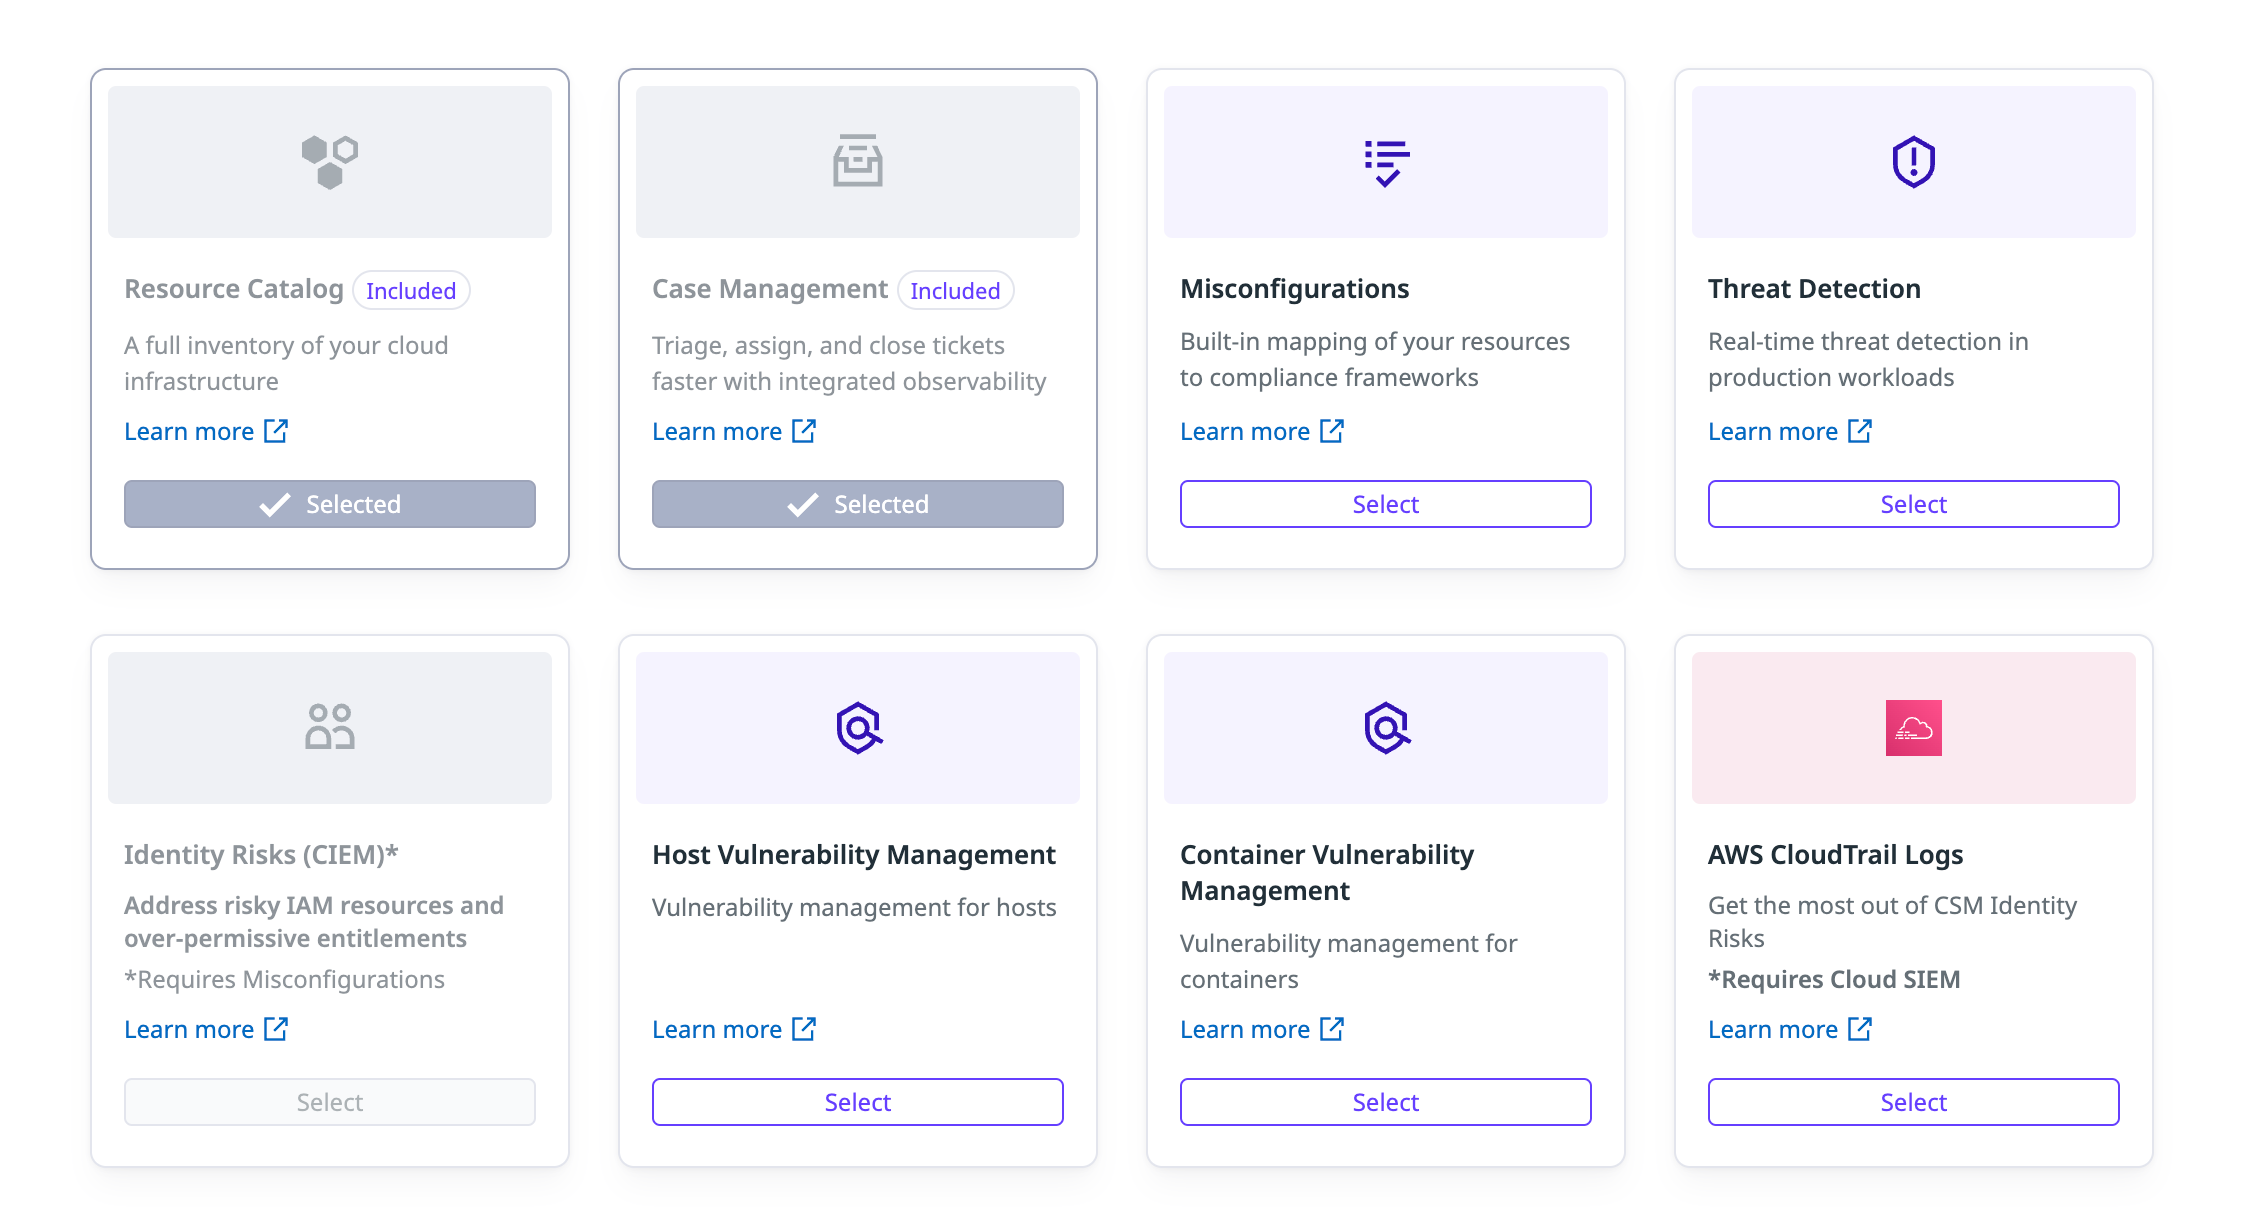 Resource Catalog Included
A full inventory of your cloud
infrastructure
Learn more
Selected
Case Management Included
Triage, assign, and close tickets
faster with integrated observability
Learn more
Selected
Misconfigurations
Built-in mapping of your resources
to compliance frameworks
Learn more
Select
Threat Detection
Real-time threat detection in
production workloads
Learn more
Select
Identity Risks (CIEM)*
Address risky IAM resources and
over-permissive entitlements
*Requires Misconfigurations
Learn more
Select
Host Vulnerability Management
Vulnerability management for hosts
Learn more
Select
Container Vulnerability
Management
Vulnerability management for
containers
Learn more
Select
AWS CloudTrail Logs
Get the most out of CSM Identity
Risks
*Requires Cloud SIEM
Learn more
Select